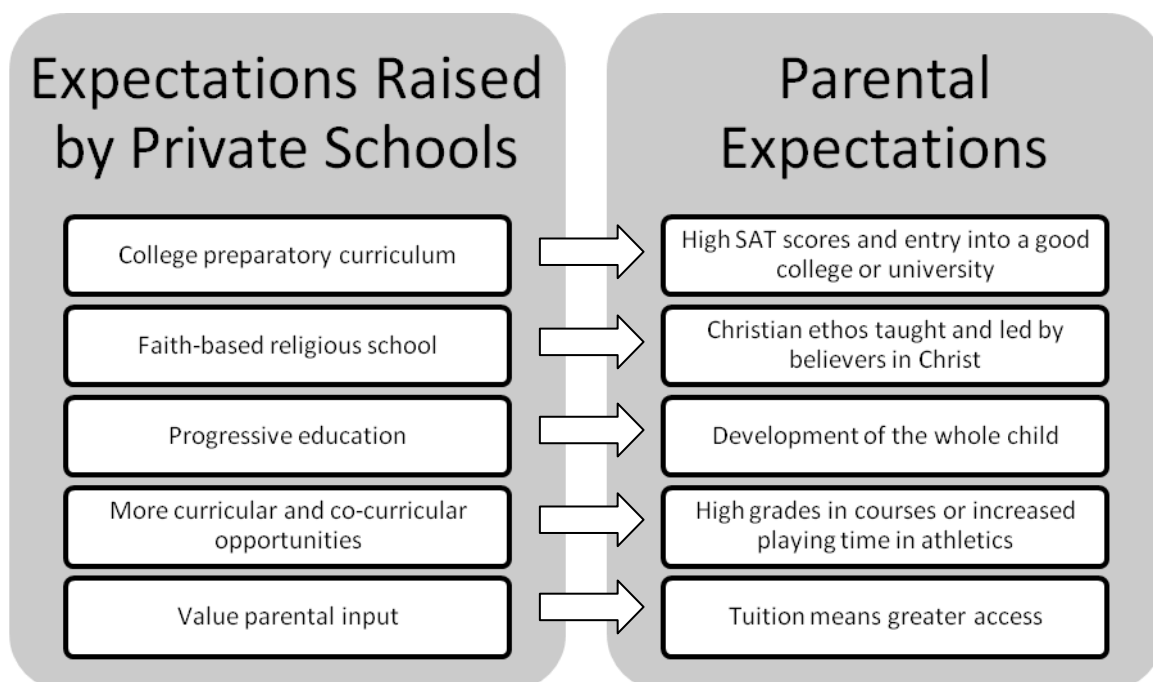 Expectations Raised
by Private Schools
College preparatory curriculum
Faith-based religious school
Progressive education
More curricular and co-curricular
opportunities
Value parental input
Parental
Expectations
High SAT scores and entry into a good
college or university
Christian ethos taught and led by
believers in Christ
Development of the whole child
High grades in courses or increased
playing time in athletics
Tuition means greater access